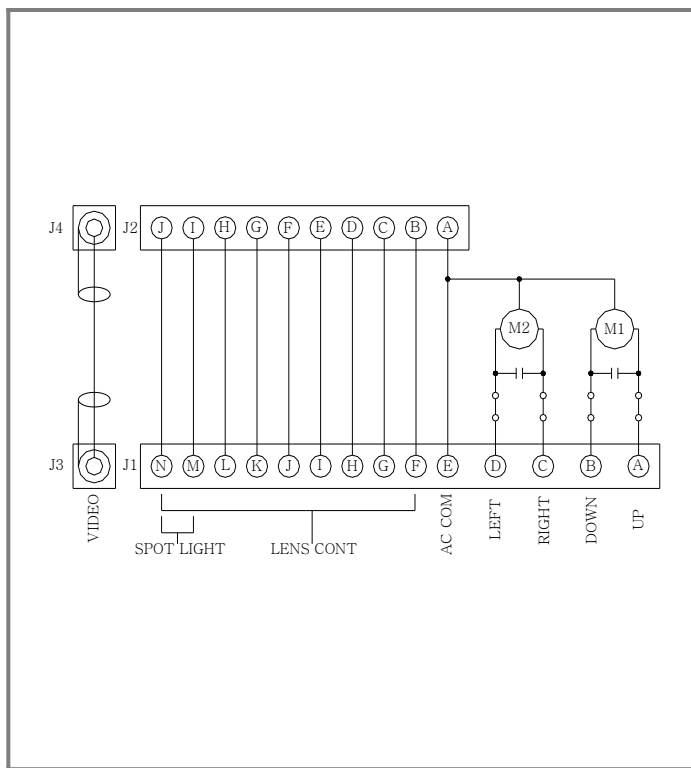 J4 J2 J I H G F E D C B A
M2 M1
J3 J1 N M L K J I H G F E D C B A
VIDEO
SPOT LIGHT
LENS CONT
AC COM
LEFT
RIGHT
DOWN
UP